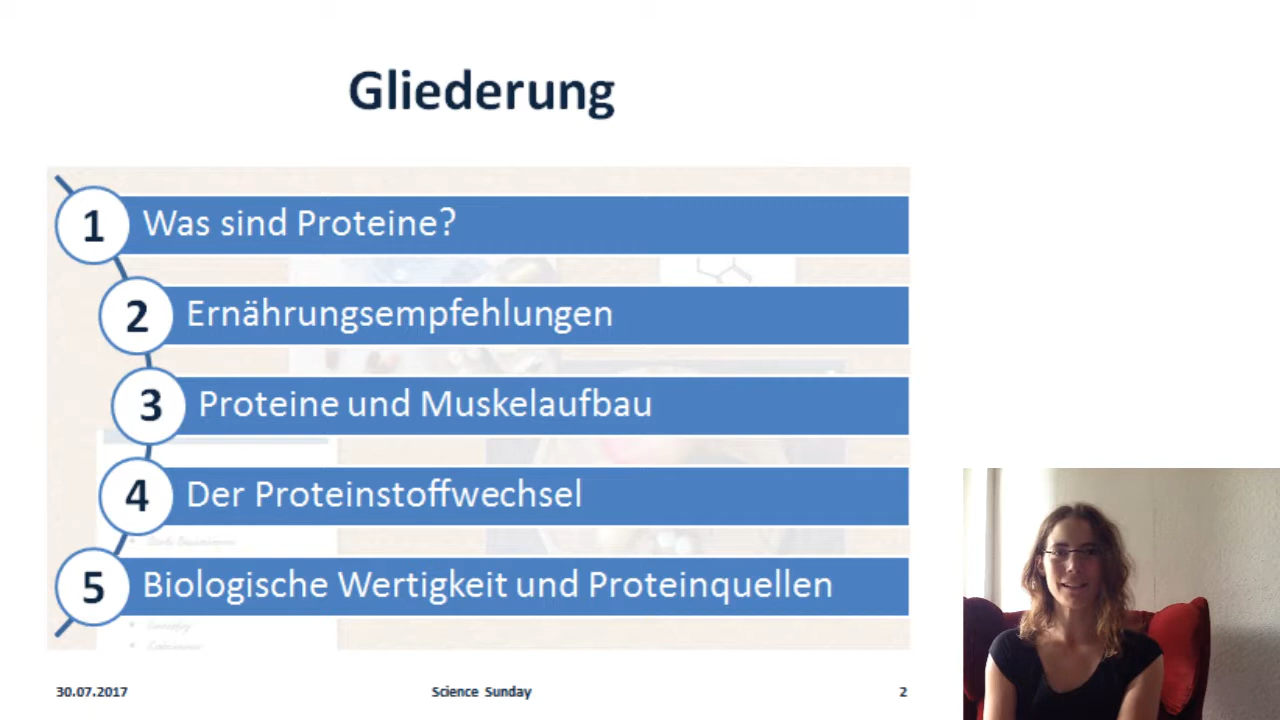 Gliederung
1 Was sind Proteine?
2 Ernährungsempfehlungen
3 Proteine und Muskelaufbau
4 Der Proteinstoffwechsel
5 Biologische Wertigkeit und Proteinquellen
30.07.2017 Science Sunday 2